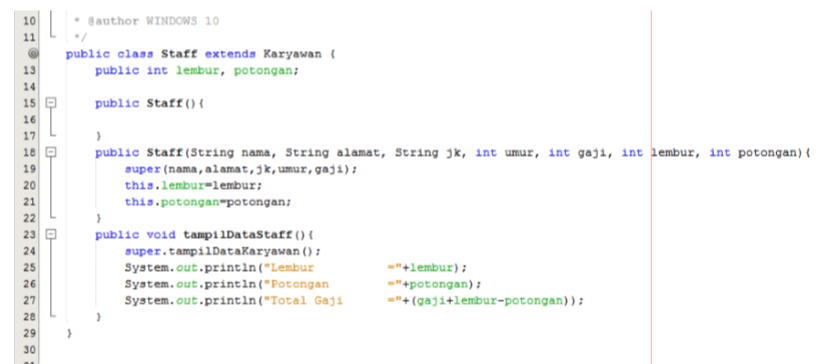 10 * @author WINDOWS 10
11 */
public class Staff extends Karyawan {
13 public int lembur, potongan;
14
15 public Staff(){
16
17 }
18 public Staff(String nama, String alamat, String jk, int umur, int gaji, int lembur, int potongan){
19 super(nama,alamat,jk,umur,gaji);
20 this.lembur=lembur;
21 this.potongan=potongan;
22 }
23 public void tampilDataStaff(){
24 super.tampilDataKaryawan();
25 System.out.println("Lembur ="+lembur);
26 System.out.println("Potongan ="+potongan);
27 System.out.println("Total Gaji ="+(gaji+lembur-potongan));
28 }
29 }
30